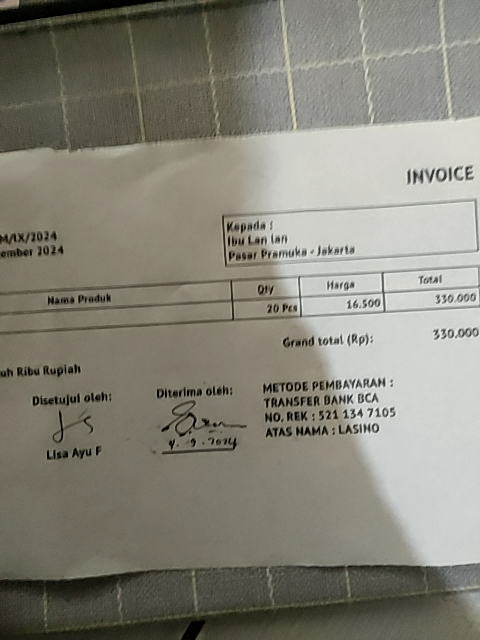 INVOICE
M/IX/2024
ember 2024
Kepada :
Ibu Lan lan
Pasar Pramuka - Jakarta
Nama Produk Qty Harga Total
20 Pcs 16.500 330.000
Grand total (Rp): 330.000
uh Ribu Rupiah
Disetujui oleh: Diterima oleh:
Lisa Ayu F
4. 9. 2024
METODE PEMBAYARAN :
TRANSFER BANK BCA
NO. REK : 521 134 7105
ATAS NAMA : LASINO